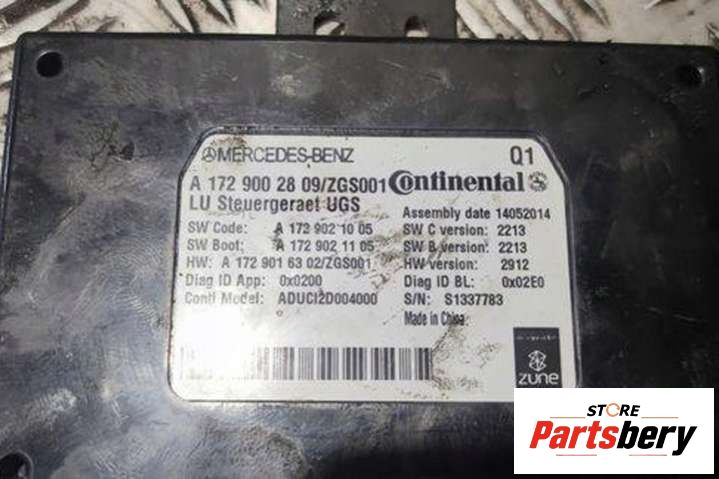 MERCEDES-BENZ Q1
A 172 900 28 09/ZGS001 Continental
LU Steuergeraet UGS
Assembly date 14052014
SW Code: A 172 902 10 05 SW C version: 2213
SW Boot: A 172 902 11 05 SW B version: 2213
HW: A 172 901 63 02/ZGS001 HW version: 2912
Diag ID App: 0x0200 Diag ID BL: 0x02E0
Conti Model: ADUCI2D004000 S/N: S1337783
Made in China
zune
STORE
Partsbery